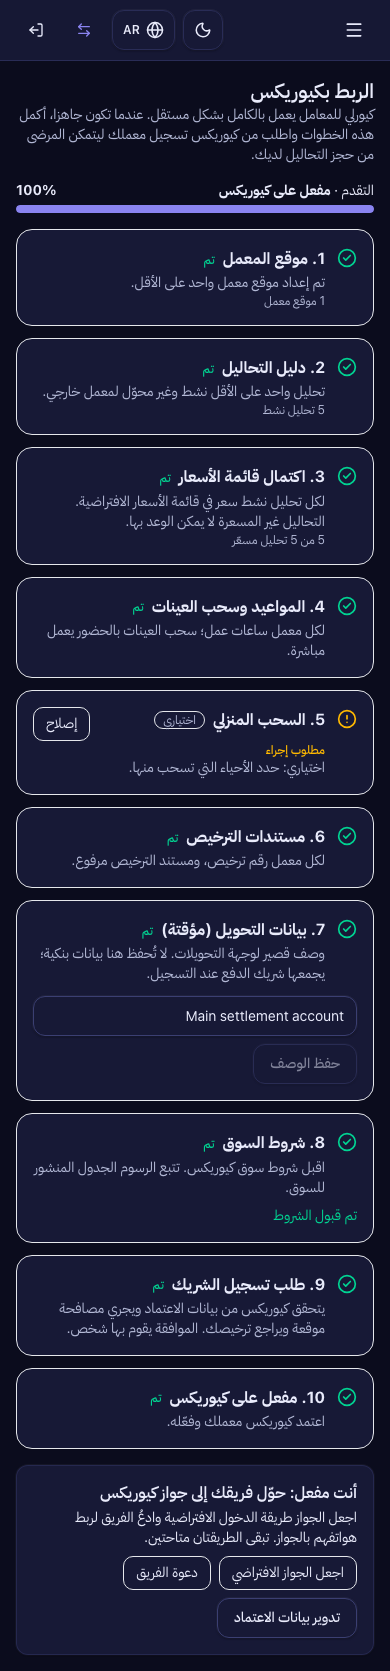 AR
الربط بكيوريكس
كيورلي للمعامل يعمل بالكامل بشكل مستقل. عندما تكون جاهزا، أكمل
هذه الخطوات واطلب من كيوريكس تسجيل معملك ليتمكن المرضى
من حجز التحاليل لديك.
التقدم · مفعل على كيوريكس
100%
1. موقع المعمل تم
تم إعداد موقع معمل واحد على الأقل.
1 موقع معمل
2. دليل التحاليل تم
تحليل واحد على الأقل نشط وغير محوّل لمعمل خارجي.
5 تحليل نشط
3. اكتمال قائمة الأسعار تم
لكل تحليل نشط سعر في قائمة الأسعار الافتراضية.
التحاليل غير المسعرة لا يمكن الوعد بها.
5 من 5 تحليل مسعّر
4. المواعيد وسحب العينات تم
لكل معمل ساعات عمل؛ سحب العينات بالحضور يعمل
مباشرة.
5. السحب المنزلي اختياري
إصلاح
مطلوب إجراء
اختياري: حدد الأحياء التي تسحب منها.
6. مستندات الترخيص تم
لكل معمل رقم ترخيص، ومستند الترخيص مرفوع.
7. بيانات التحويل (مؤقتة) تم
وصف قصير لوجهة التحويلات. لا تُحفظ هنا بيانات بنكية؛
يجمعها شريك الدفع عند التسجيل.
Main settlement account
حفظ الوصف
8. شروط السوق تم
اقبل شروط سوق كيوريكس. تتبع الرسوم الجدول المنشور
للسوق.
تم قبول الشروط
9. طلب تسجيل الشريك تم
يتحقق كيوريكس من بيانات الاعتماد ويجري مصافحة
موقعة ويراجع ترخيصك. الموافقة يقوم بها شخص.
10. مفعل على كيوريكس تم
اعتمد كيوريكس معملك وفعّله.
أنت مفعل: حوّل فريقك إلى جواز كيوريكس
اجعل الجواز طريقة الدخول الافتراضية وادعُ الفريق لربط
هواتفهم بالجواز. تبقى الطريقتان متاحتين.
اجعل الجواز الافتراضي
دعوة الفريق
تدوير بيانات الاعتماد